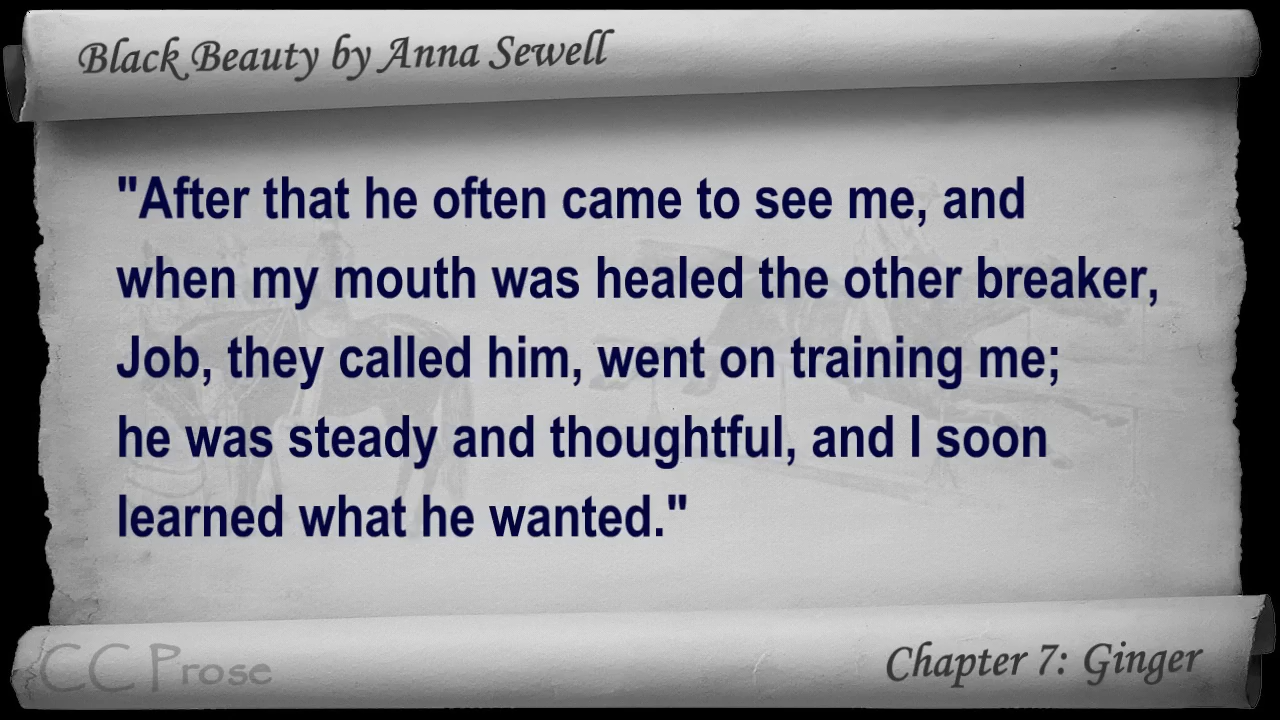 Black Beauty by Anna Sewell
"After that he often came to see me, and
when my mouth was healed the other breaker,
Job, they called him, went on training me;
he was steady and thoughtful, and I soon
learned what he wanted."
CC Prose
Chapter 7: Ginger